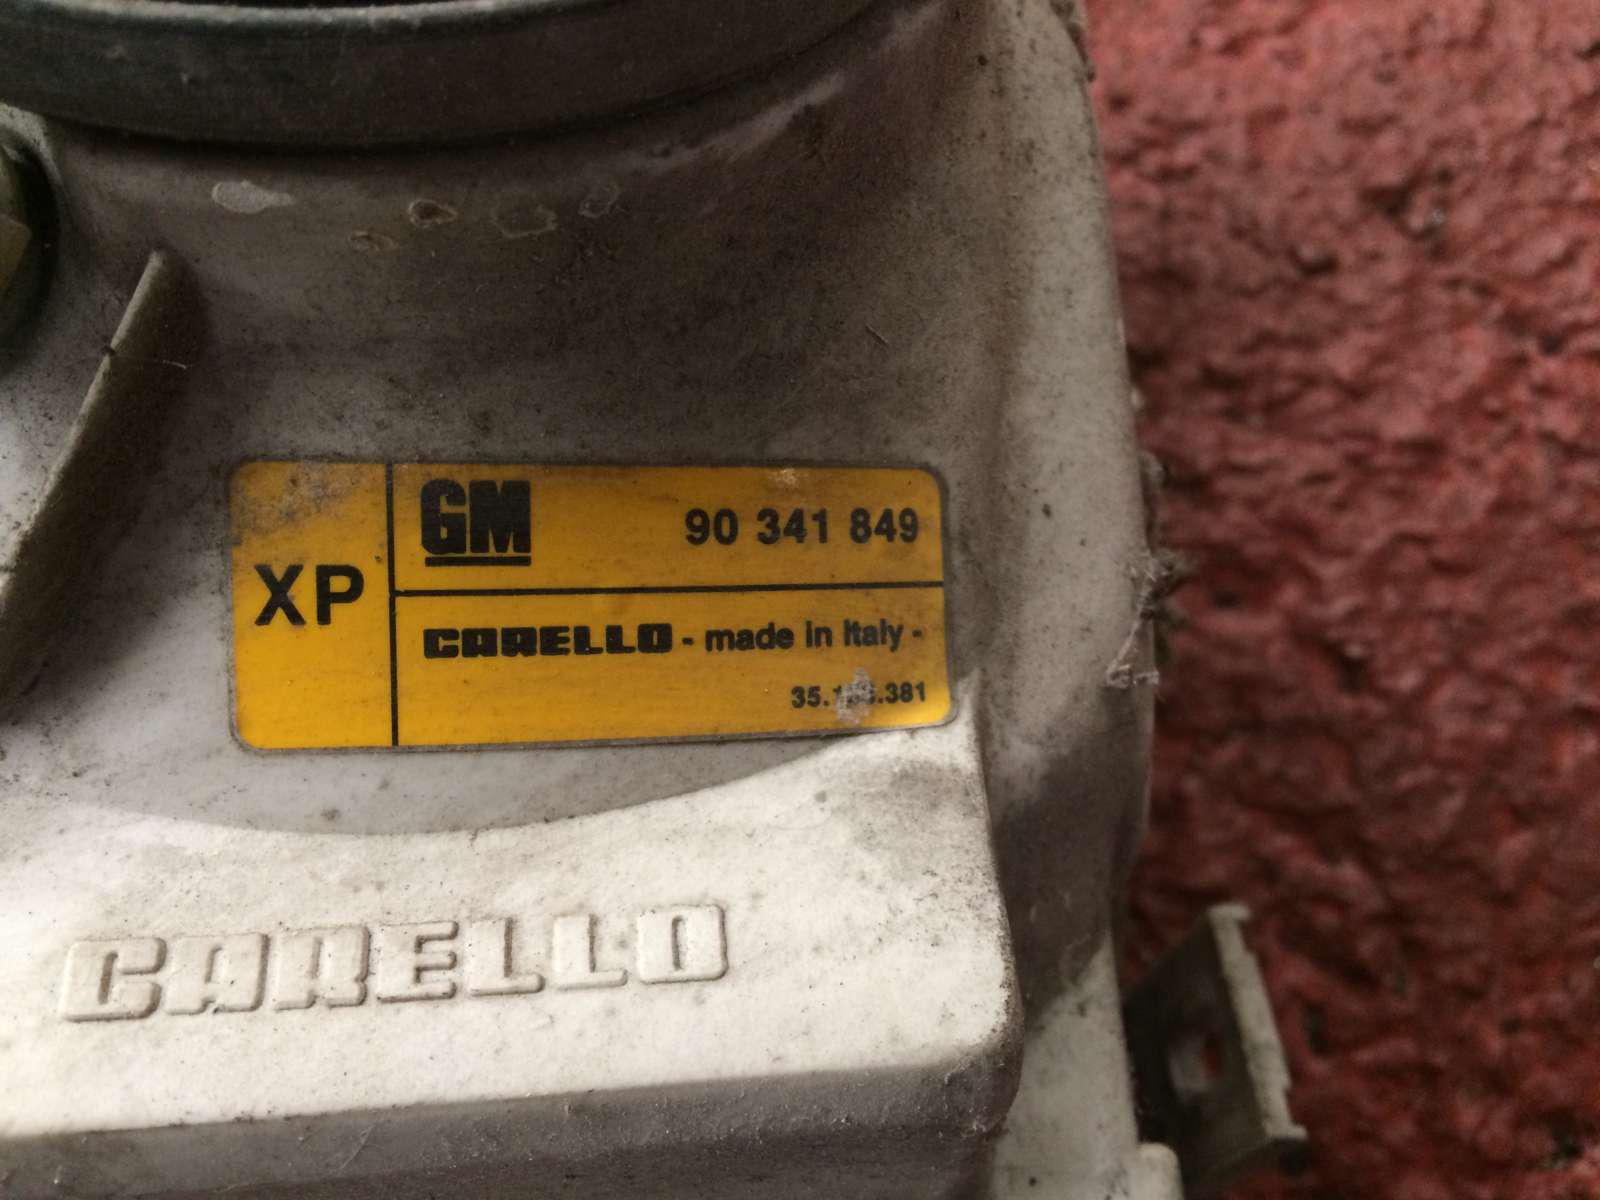 XP
GM 90 341 849
CARELLO - made in Italy -
CARELLO